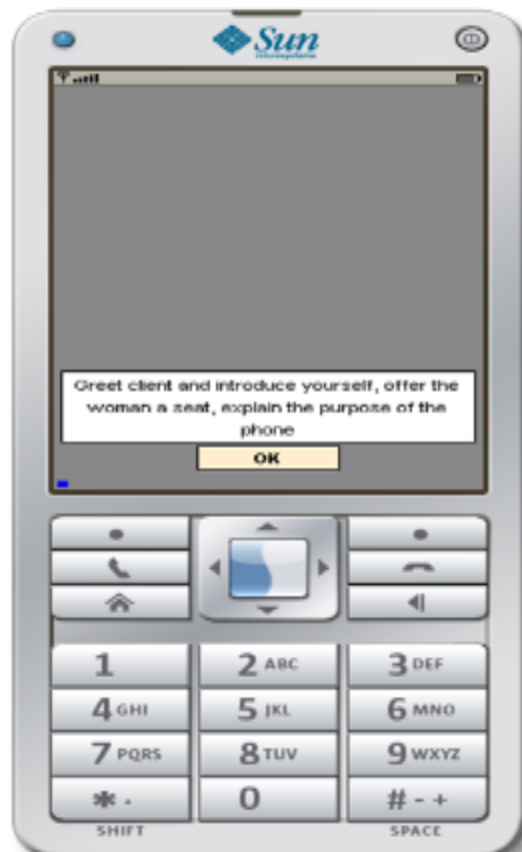 Sun
microsystems
Greet client and introduce yourself, offer the
woman a seat, explain the purpose of the
phone
OK
1 2 ABC 3 DEF
4 GHI 5 JKL 6 MNO
7 PQRS 8 TUV 9 WXYZ
* . 0 # - +
SHIFT SPACE